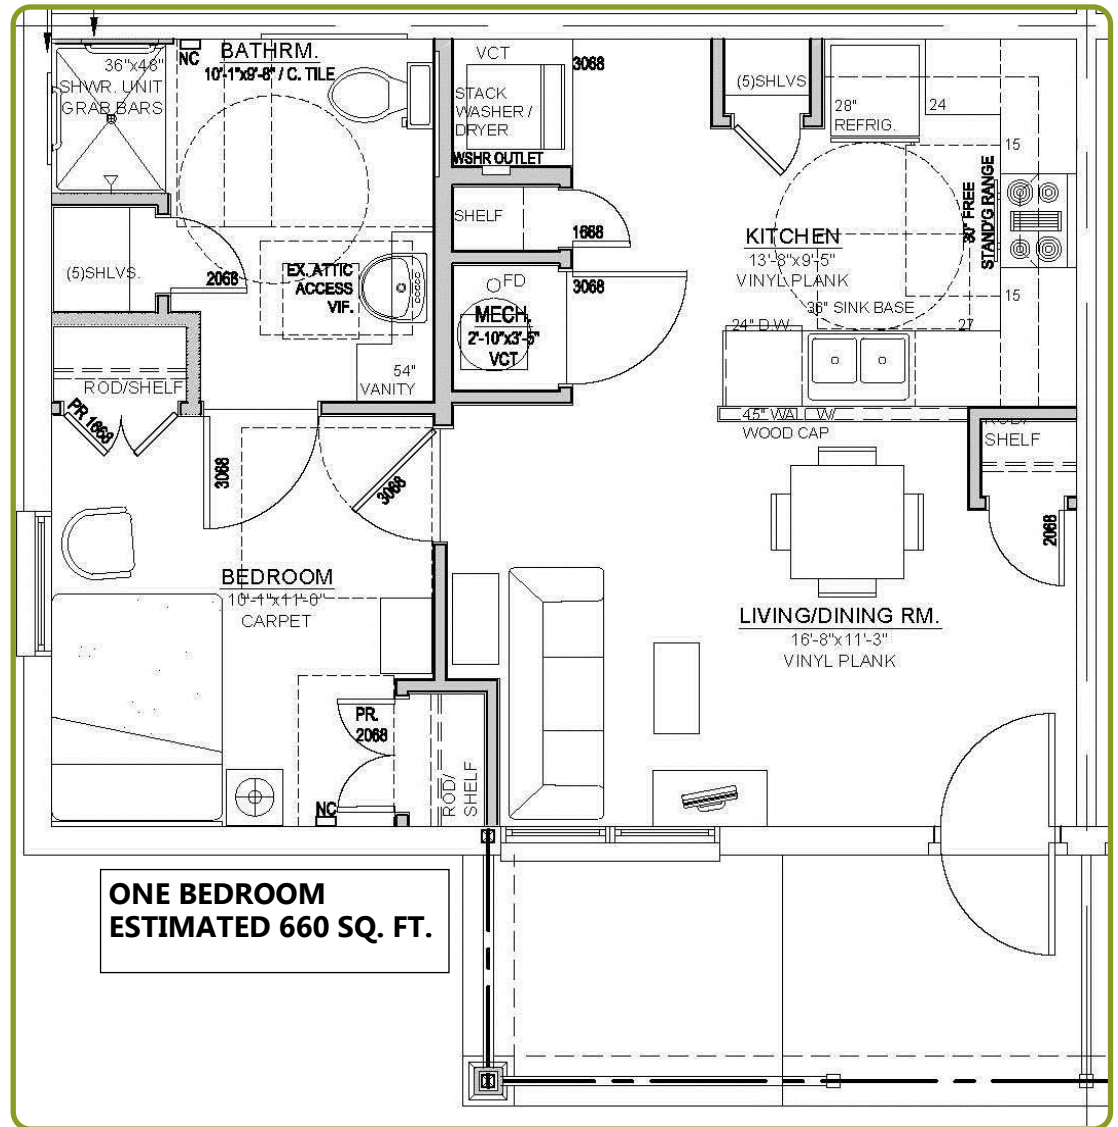 BATHRM.
10'-1"x9'-8" / C. TILE
NC
36"x48"
SHWR. UNIT
GRAB BARS
VCT
3068
STACK
WASHER /
DRYER
WSHR OUTLET
(5)SHLVS
28"
REFRIG.
24
15
30" FREE
STAND'G RANGE
SHELF
1668
KITCHEN
13'-8"x9'-5"
VINYL PLANK
(5)SHLVS.
2068
EX. ATTIC
ACCESS
VIF.
FD
3068
MECH.
2'-10"x3'-5"
VCT
15
36" SINK BASE
24" D.W.
27
ROD/SHELF
PR 1668
54"
VANITY
45" WALL W/
WOOD CAP
ROD/
SHELF
3068
3068
2068
BEDROOM
10'-1"x11'-0"
CARPET
LIVING/DINING RM.
16'-8"x11'-3"
VINYL PLANK
PR.
2068
ROD/
SHELF
NC
ONE BEDROOM
ESTIMATED 660 SQ. FT.